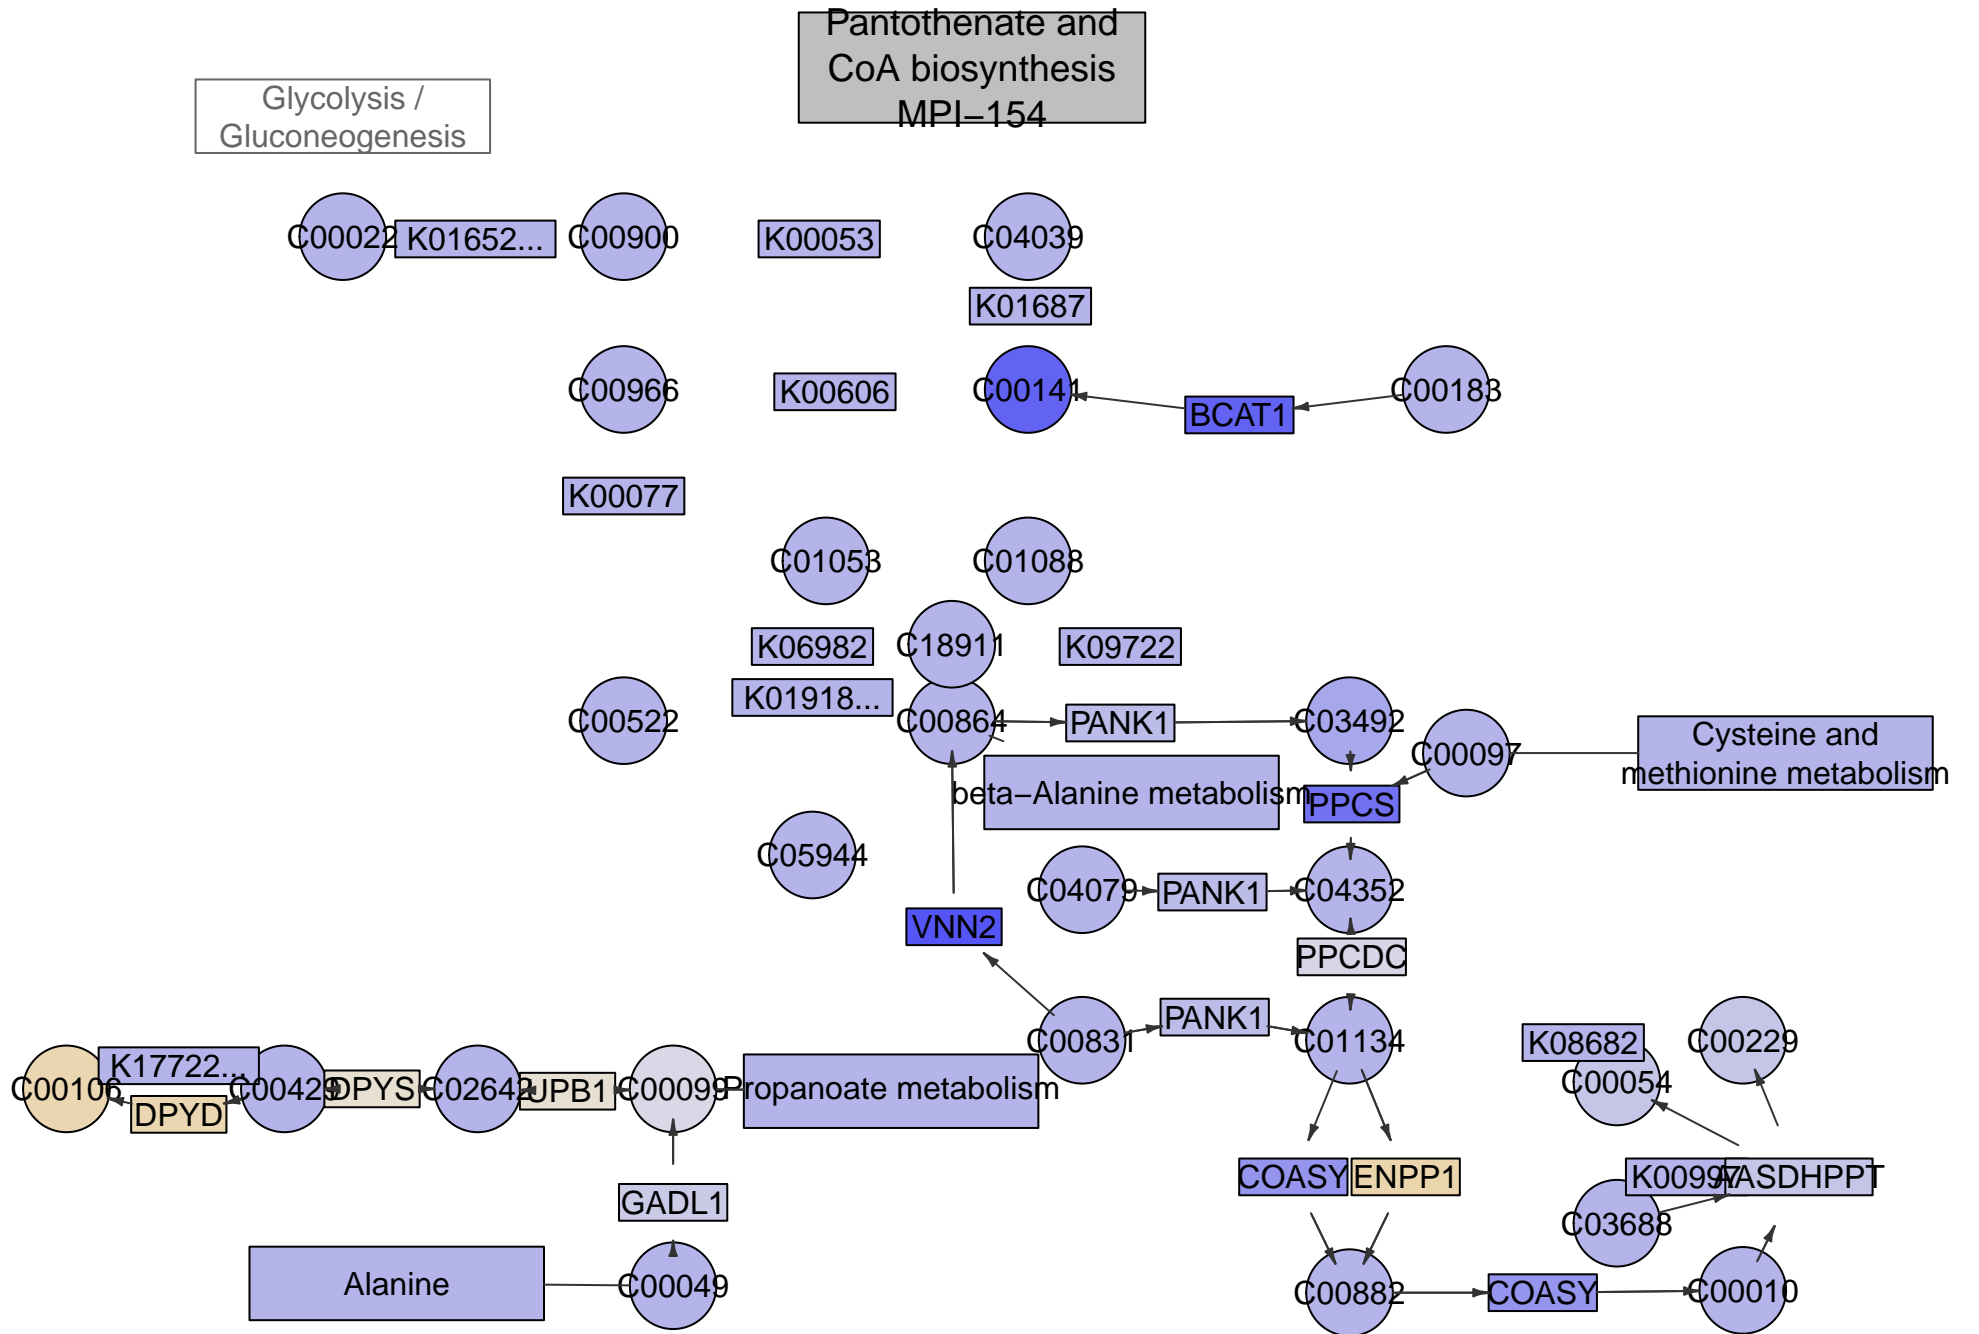 Pantothenate and
CoA biosynthesis
MPI−154
Glycolysis /
Gluconeogenesis
C00022
K01652...
C00900
K00053
C04039
K01687
C00966
K00606
C00141
BCAT1
C00183
K00077
C01053
C01088
K06982
C18911
K09722
K01918...
C00522
C00864
PANK1
C03492
C00097
Cysteine and
methionine metabolism
beta−Alanine metabolism
PPCS
C05944
C04079
PANK1
C04352
VNN2
PPCDC
C00831
PANK1
C01134
K08682
C00229
C00054
K17722...
C00106
DPYD
C00429
DPYS
C02642
UPB1
C00099
Propanoate metabolism
COASY
ENPP1
K00997
AASDHPPT
GADL1
C03688
Alanine
C00049
C00882
COASY
C00010